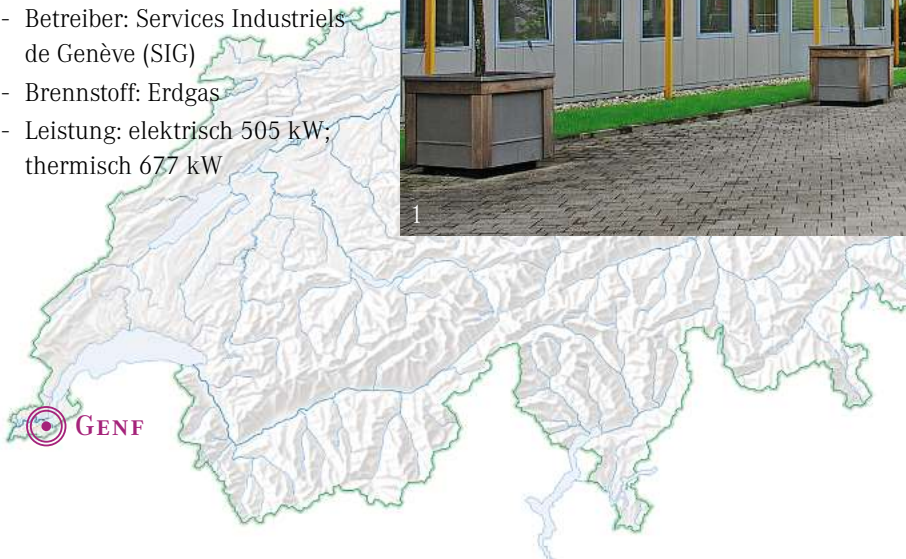 - Betreiber: Services Industriels
de Genève (SIG)
- Brennstoff: Erdgas
- Leistung: elektrisch 505 kW;
thermisch 677 kW
1
GENF